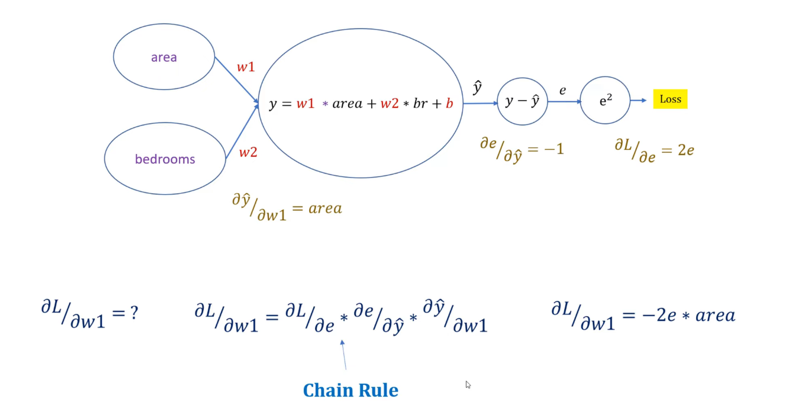 area
w1
y = w1 * area + w2 * br + b
ŷ
y − ŷ
e
e²
Loss
bedrooms
w2
∂e/∂ŷ = −1
∂L/∂e = 2e
∂ŷ/∂w1 = area
∂L/∂w1 = ?
∂L/∂w1 = ∂L/∂e * ∂e/∂ŷ * ∂ŷ/∂w1
∂L/∂w1 = −2e * area
Chain Rule